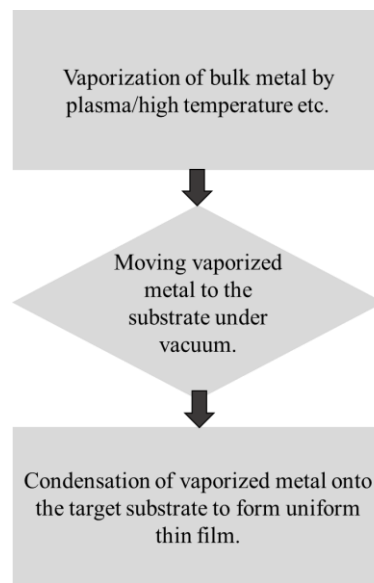 Vaporization of bulk metal by
plasma/high temperature etc.
Moving vaporized
metal to the
substrate under
vacuum.
Condensation of vaporized metal onto
the target substrate to form uniform
thin film.